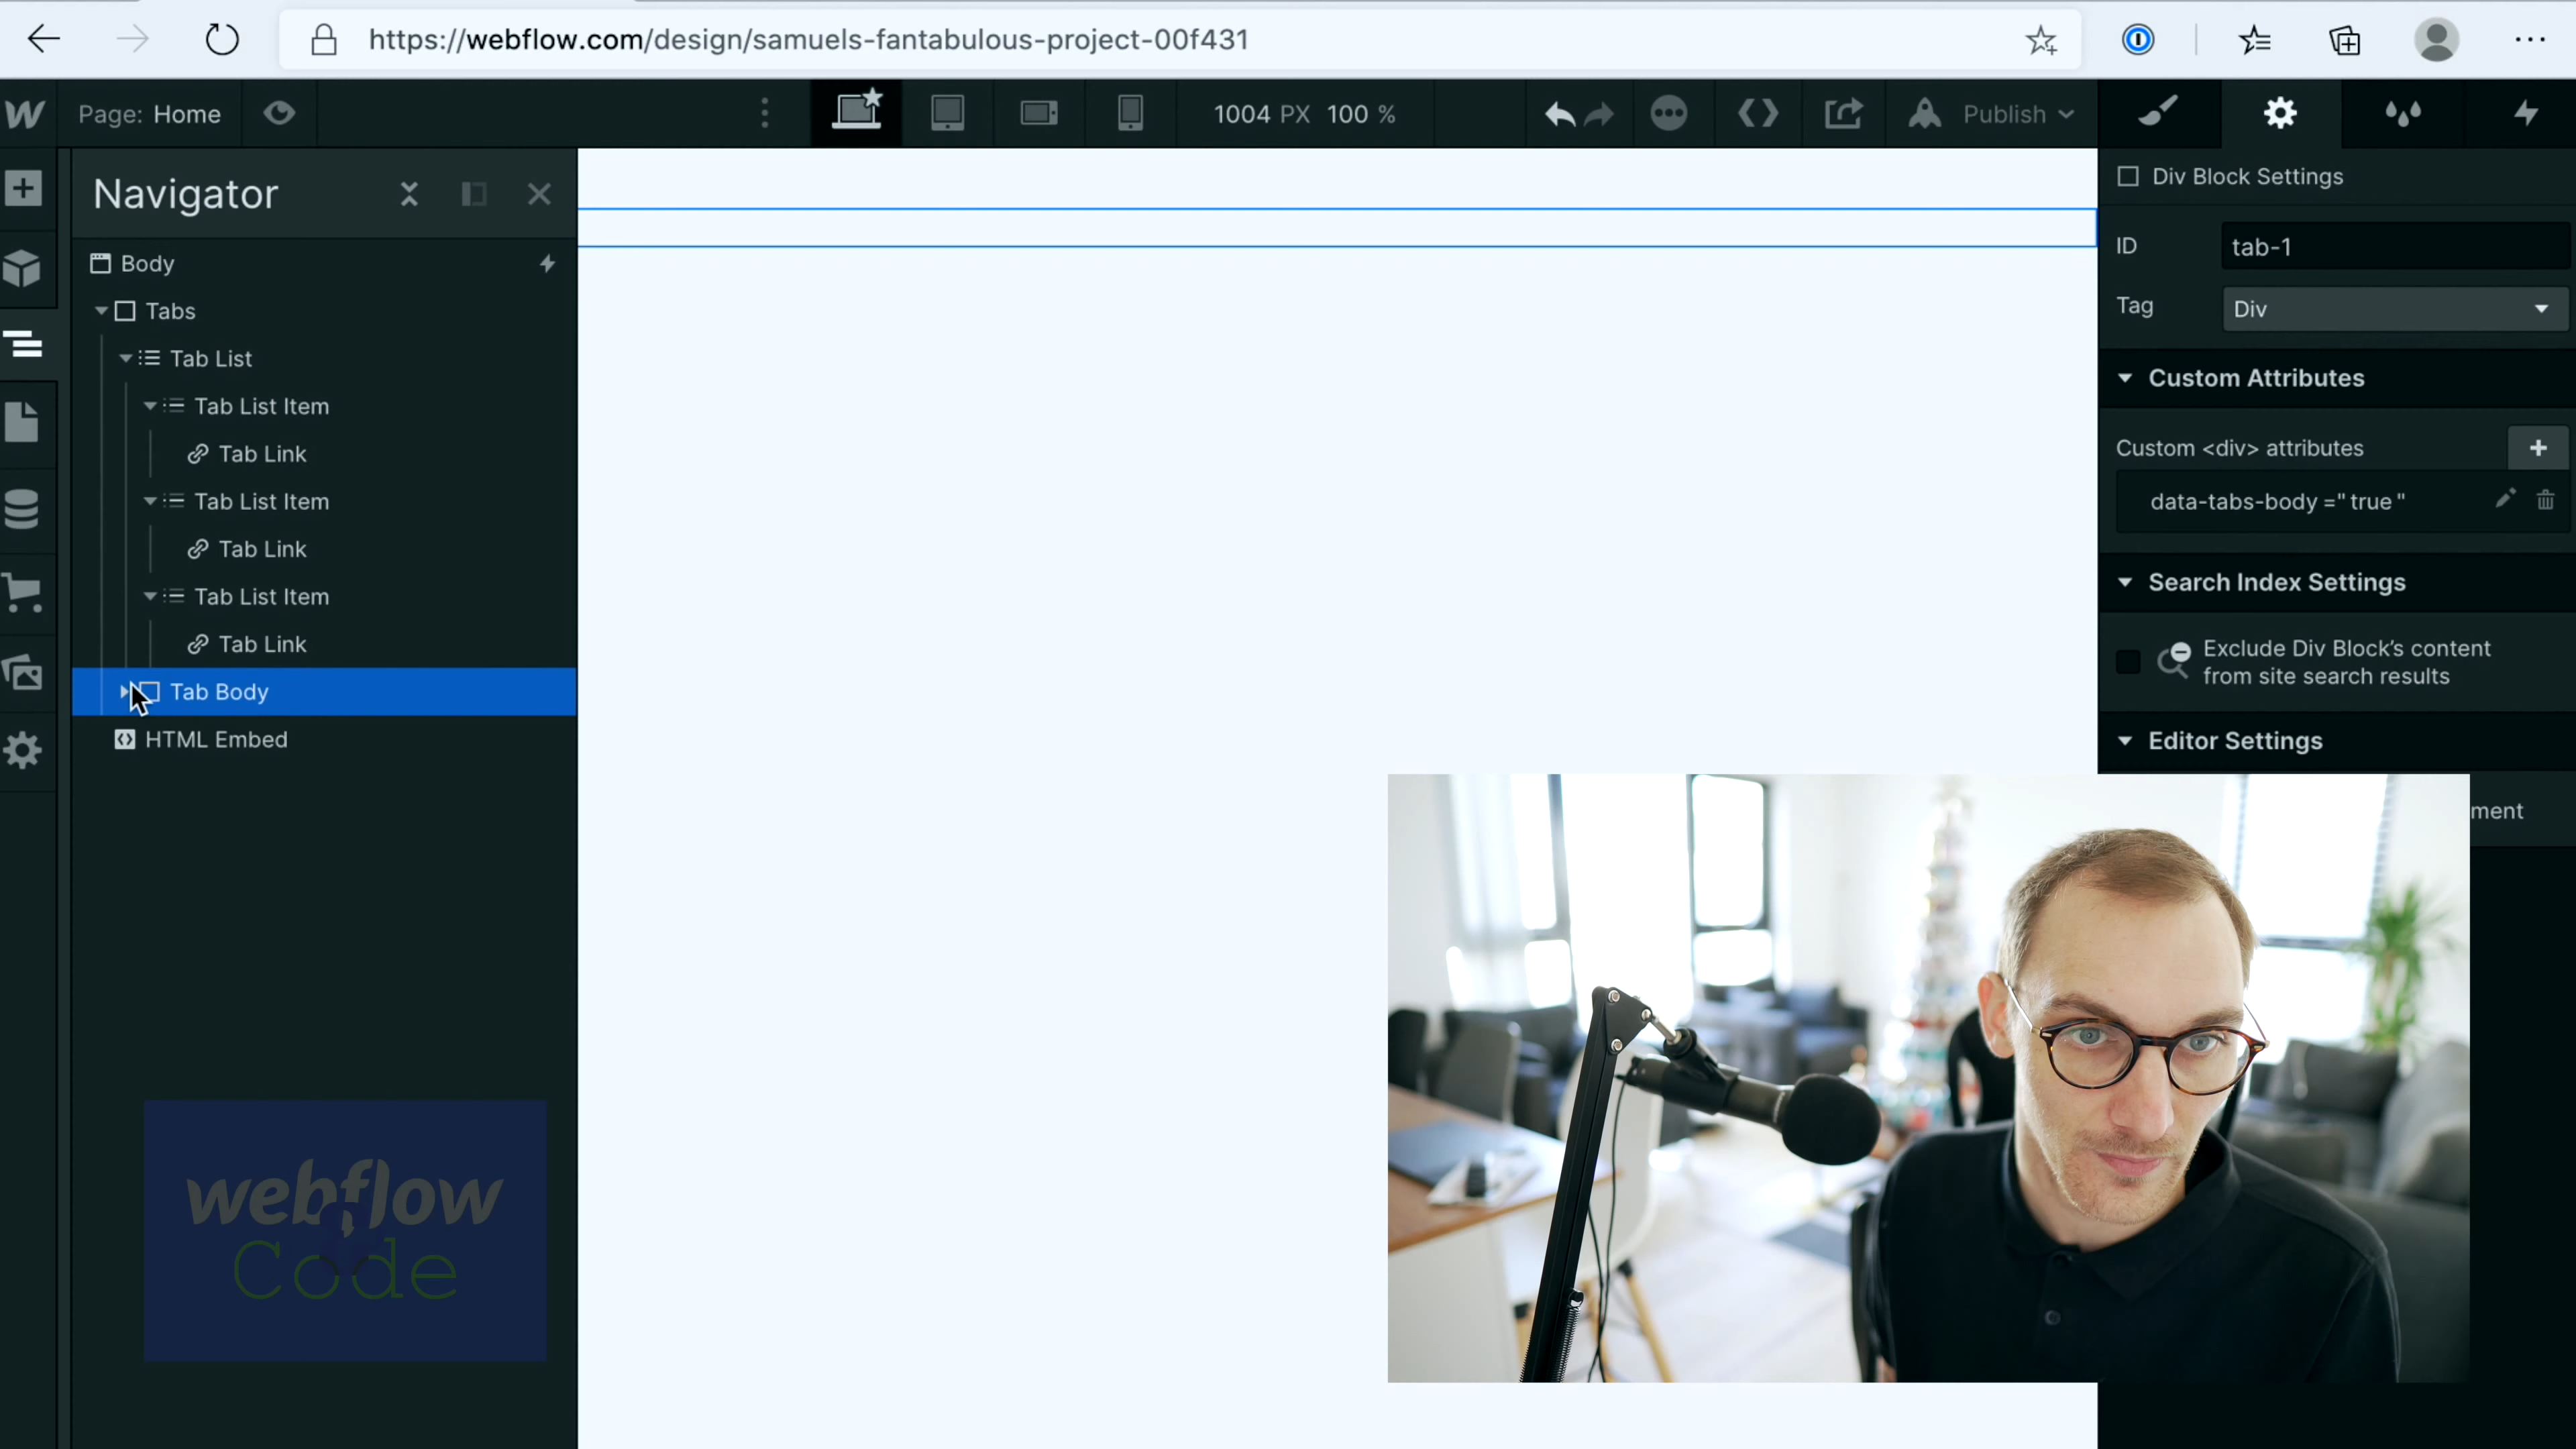 https://webflow.com/design/samuels-fantabulous-project-00f431
Page: Home
1004 PX 100 %
Publish
Navigator
Body
Tabs
Tab List
Tab List Item
Tab Link
Tab List Item
Tab Link
Tab List Item
Tab Link
Tab Body
HTML Embed
Div Block Settings
ID
tab-1
Tag
Div
Custom Attributes
Custom <div> attributes
data-tabs-body =" true "
Search Index Settings
Exclude Div Block's content
from site search results
Editor Settings
ment
webflow
Code